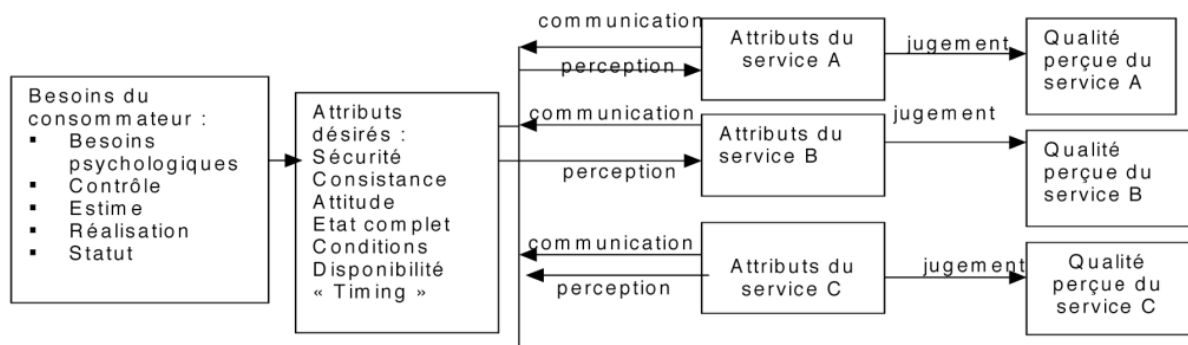 Besoins du
consommateur :
▪ Besoins
psychologiques
▪ Contrôle
▪ Estime
▪ Réalisation
▪ Statut
Attributs
désirés :
Sécurité
Consistance
Attitude
Etat complet
Conditions
Disponibilité
« Timing »
communication
perception
Attributs du
service A
jugement
Qualité
perçue du
service A
communication
perception
Attributs du
service B
jugement
Qualité
perçue du
service B
communication
perception
Attributs du
service C
jugement
Qualité
perçue du
service C